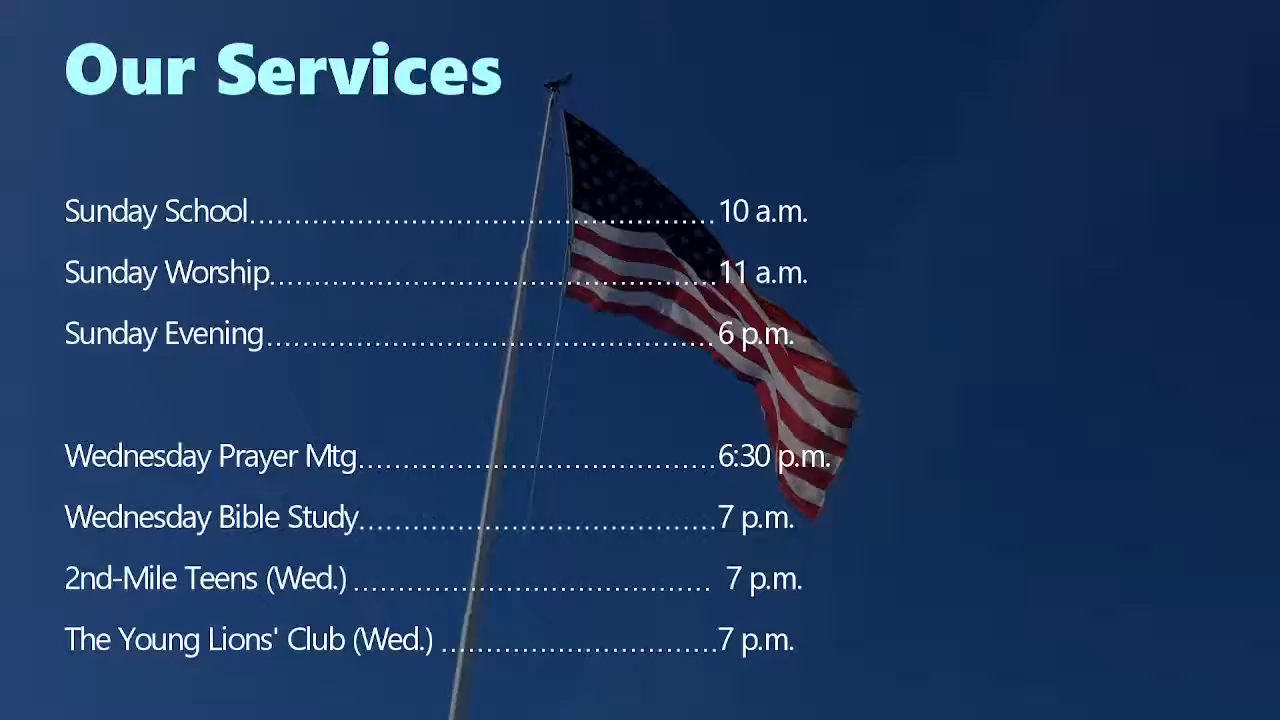 Our Services
Sunday School....................................................10 a.m.
Sunday Worship..................................................11 a.m.
Sunday Evening..................................................6 p.m.
Wednesday Prayer Mtg........................................6:30 p.m.
Wednesday Bible Study........................................7 p.m.
2nd-Mile Teens (Wed.) ........................................ 7 p.m.
The Young Lions' Club (Wed.) ...............................7 p.m.